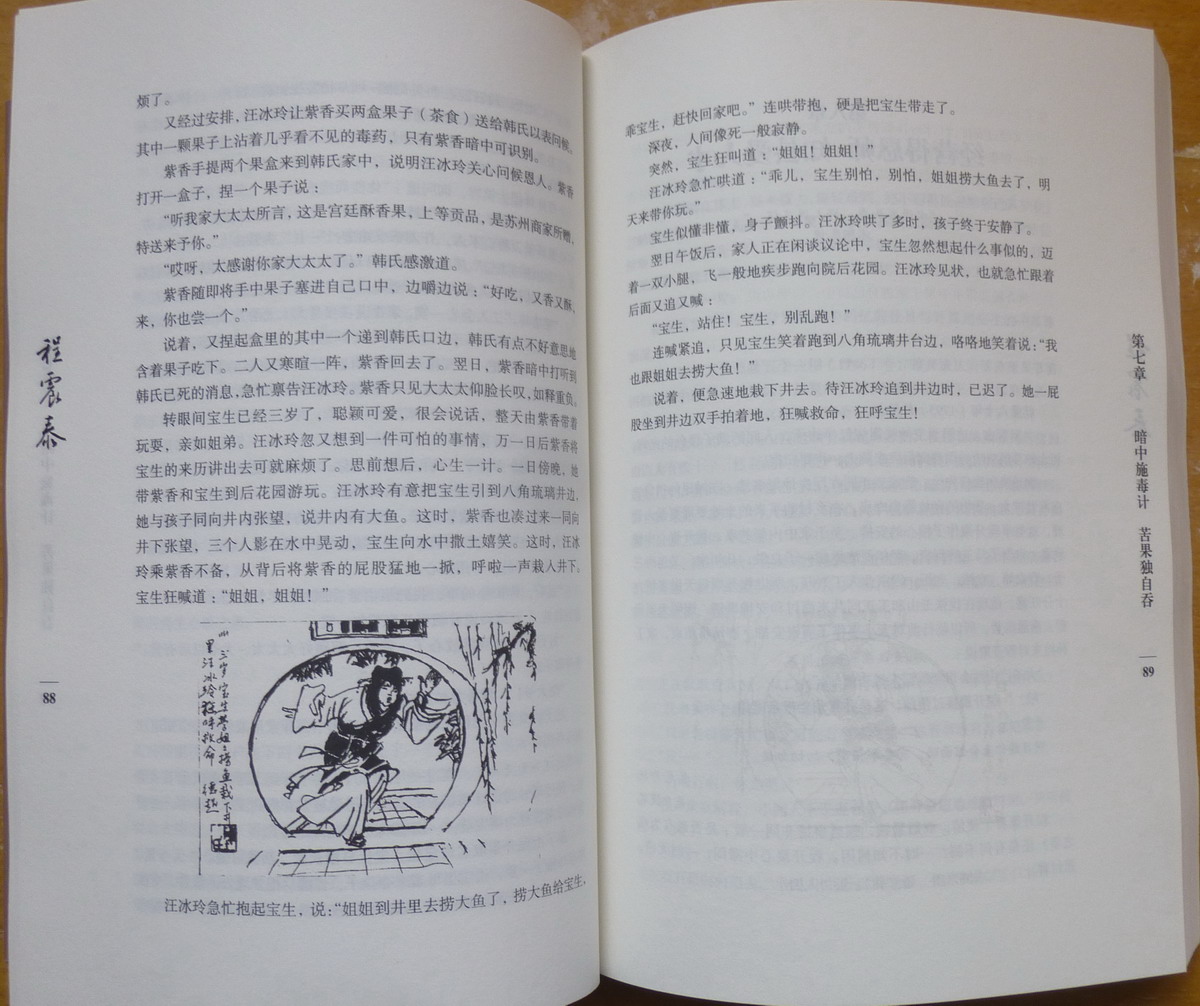 烦了。
又经过安排,汪冰玲让紫香买两盒果子(茶食)送给韩氏以表问候。
其中一颗果子上沾着几乎看不见的毒药,只有紫香暗中可识别。
紫香手提两个果盒来到韩氏家中,说明汪冰玲关心问候恩人。紫香
打开一盒子,捏一个果子说:
“听我家大太太所言,这是宫廷酥香果,上等贡品,是苏州商家所赠,
特送来予你。”
“哎呀,太感谢你家大太太了。”韩氏感激道。
紫香随即将手中果子塞进自己口中,边嚼边说:“好吃,又香又酥,
来,你也尝一个。”
说着,又捏起盒里的其中一个递到韩氏口边,韩氏有点不好意思地
含着果子吃下。二人又寒暄一阵,紫香回去了。翌日,紫香暗中打听到
韩氏已死的消息,急忙禀告汪冰玲。紫香只见大太太仰脸长叹,如释重负。
转眼间宝生已经三岁了,聪颖可爱,很会说话,整天由紫香带着
玩耍,亲如姐弟。汪冰玲忽又想到一件可怕的事情,万一日后紫香将
宝生的来历讲出去可就麻烦了。思前想后,心生一计。一日傍晚,她
带紫香和宝生到后花园游玩。汪冰玲有意把宝生引到八角琉璃井边,
她与孩子同向井内张望,说井内有大鱼。这时,紫香也凑过来一同向
井下张望,三个人影在水中晃动,宝生向水中撒土嬉笑。这时,汪冰
玲乘紫香不备,从背后将紫香的屁股猛地一掀,呼啦一声栽入井下。
宝生狂喊道:“姐姐,姐姐!”
四
三岁宝生学姐姐捞鱼栽下井
里汪冰玲拍呼救命
汪冰玲急忙抱起宝生,说:“姐姐到井里去捞大鱼了,捞大鱼给宝生,
程震泰
88
乖宝生,赶快回家吧。”连哄带抱,硬是把宝生带走了。
深夜,人间像死一般寂静。
突然,宝生狂叫道:“姐姐!姐姐!”
汪冰玲急忙哄道:“乖儿,宝生别怕,别怕,姐姐捞大鱼去了,明
天来带你玩。”
宝生似懂非懂,身子颤抖。汪冰玲哄了多时,孩子终于安静了。
翌日午饭后,家人正在闲谈议论中,宝生忽然想起什么事似的,迈
着一双小腿,飞一般地疾步跑向院后花园。汪冰玲见状,也就急忙跟着
后面又追又喊:
“宝生,站住!宝生,别乱跑!”
连喊紧追,只见宝生笑着跑到八角琉璃井台边,咯咯地笑着说:“我
也跟姐姐去捞大鱼!”
说着,便急速地栽下井去。待汪冰玲追到井边时,已迟了。她一屁
股坐到井边双手拍着地,狂喊救命,狂呼宝生!
第七章 暗中施毒计 苦果独自吞
89